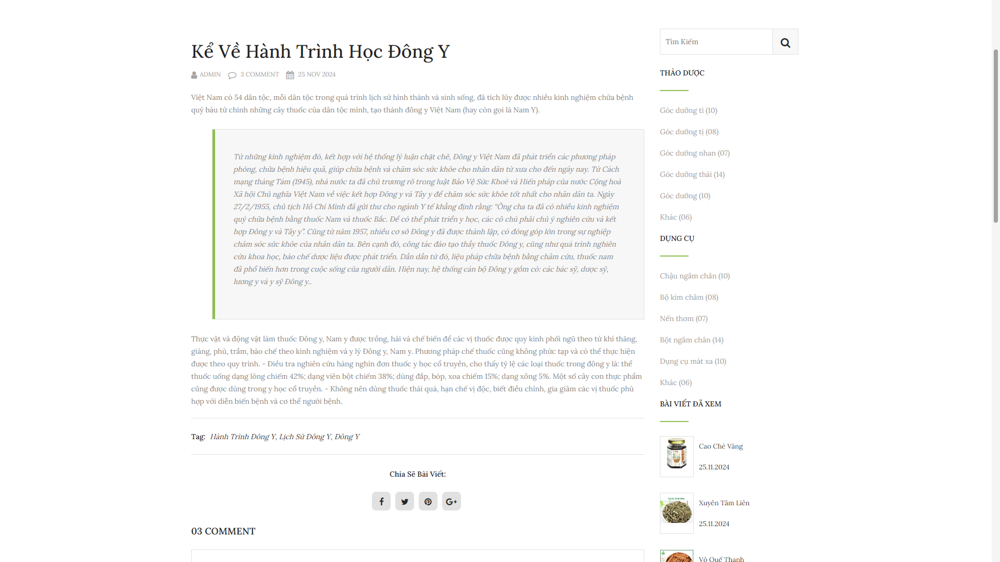 Kể Về Hành Trình Học Đông Y
ADMIN 3 COMMENT 25 NOV 2024
Việt Nam có 54 dân tộc, mỗi dân tộc trong quá trình lịch sử hình thành và sinh sống, đã tích lũy được nhiều kinh nghiệm chữa bệnh
quý báu từ chính những cây thuốc của dân tộc mình, tạo thành đông y Việt Nam (hay còn gọi là Nam Y).
Từ những kinh nghiệm đó, kết hợp với hệ thống lý luận chặt chẽ, Đông y Việt Nam đã phát triển các phương pháp
phòng, chữa bệnh hiệu quả, giúp chữa bệnh và chăm sóc sức khỏe cho nhân dân từ xưa cho đến ngày nay. Từ Cách
mạng tháng Tám (1945), nhà nước ta đã chủ trương rõ trong luật Bảo Vệ Sức Khoẻ và Hiến pháp của nước Cộng hoà
Xã hội Chủ nghĩa Việt Nam về việc kết hợp Đông y và Tây y để chăm sóc sức khỏe tốt nhất cho nhân dân ta. Ngày
27/2/1955, chủ tịch Hồ Chí Minh đã gửi thư cho ngành Y tế khẳng định rằng: “Ông cha ta đã có nhiều kinh nghiệm
quý chữa bệnh bằng thuốc Nam và thuốc Bắc. Để có thể phát triển y học, các cô chú phải chú ý nghiên cứu và kết
hợp Đông y và Tây y”. Cũng từ năm 1957, nhiều cơ sở Đông y đã được thành lập, có đóng góp lớn trong sự nghiệp
chăm sóc sức khỏe của nhân dân ta. Bên cạnh đó, công tác đào tạo thầy thuốc Đông y, cũng như quá trình nghiên
cứu khoa học, bào chế dược liệu được phát triển. Dần dần từ đó, liệu pháp chữa bệnh bằng châm cứu, thuốc nam
đã phổ biến hơn trong cuộc sống của người dân. Hiện nay, hệ thống cán bộ Đông y gồm có: các bác sỹ, dược sỹ,
lương y và y sỹ Đông y..
Thực vật và động vật làm thuốc Đông y, Nam y được trồng, hái và chế biến để các vị thuốc được quy kinh phối ngũ theo tứ khí thăng,
giáng, phù, trầm, bào chế theo kinh nghiệm và y lý Đông y, Nam y. Phương pháp chế thuốc cũng không phức tạp và có thể thực hiện
được theo quy trình. - Điều tra nghiên cứu hàng nghìn đơn thuốc y học cổ truyền, cho thấy tỷ lệ các loại thuốc trong đông y là: thể
thuốc uống dạng lỏng chiếm 42%; dạng viên bột chiếm 38%; dùng đắp, bóp, xoa chiếm 15%; dạng xông 5%. Một số cây con thực phẩm
cũng được dùng trong y học cổ truyền. - Không nên dùng thuốc thái quá, hạn chế vị độc, biết điều chỉnh, gia giảm các vị thuốc phù
hợp với diễn biến bệnh và cơ thể người bệnh.
Tag: Hành Trình Đông Y, Lịch Sử Đông Y, Đông Y
Chia Sẽ Bài Viết:
03 COMMENT
Tìm Kiếm
THẢO DƯỢC
Góc dưỡng tì (10)
Góc dưỡng tị (08)
Góc dưỡng nhan (07)
Góc dưỡng thái (14)
Góc dưỡng (10)
Khác (06)
DỤNG CỤ
Chậu ngâm chân (10)
Bộ kim châm (08)
Nến thơm (07)
Bột ngâm chân (14)
Dụng cụ mát xa (10)
Khác (06)
BÀI VIẾT ĐÃ XEM
Cao Chè Vàng
25.11.2024
Xuyên Tâm Liên
25.11.2024
Vỏ Quế Thanh